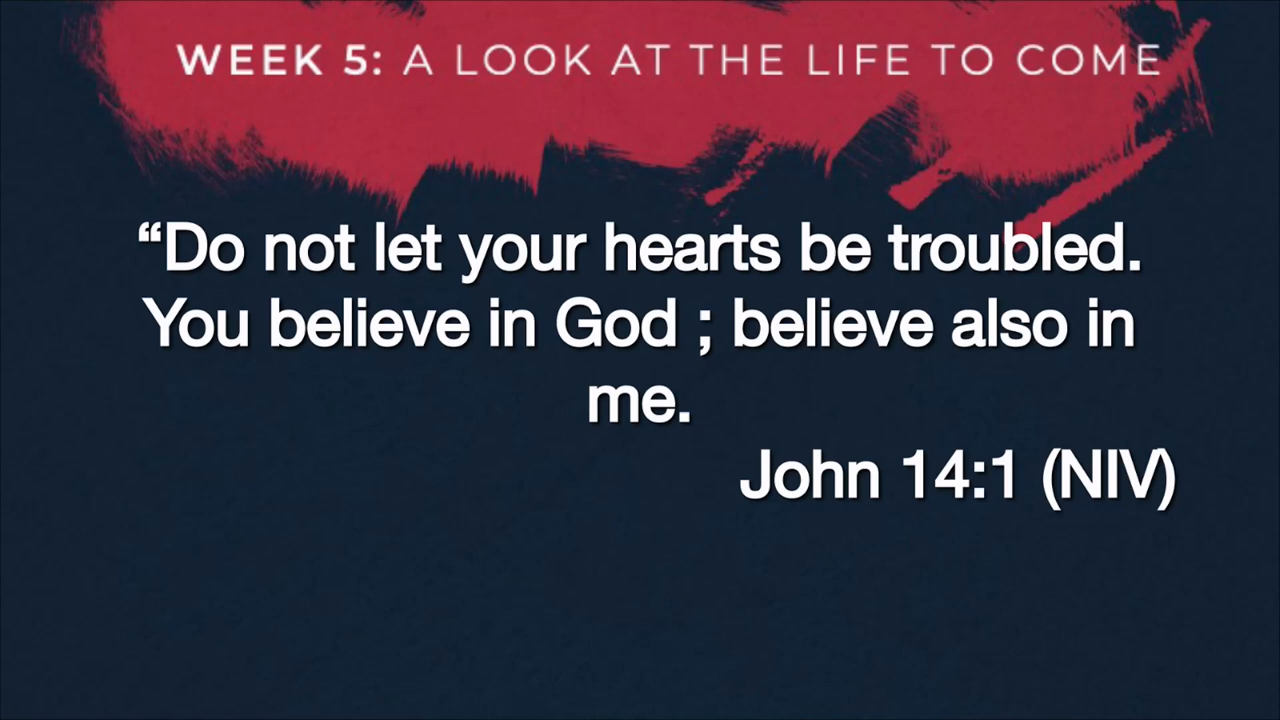 WEEK 5: A LOOK AT THE LIFE TO COME
“Do not let your hearts be troubled.
You believe in God ; believe also in
me.
John 14:1 (NIV)